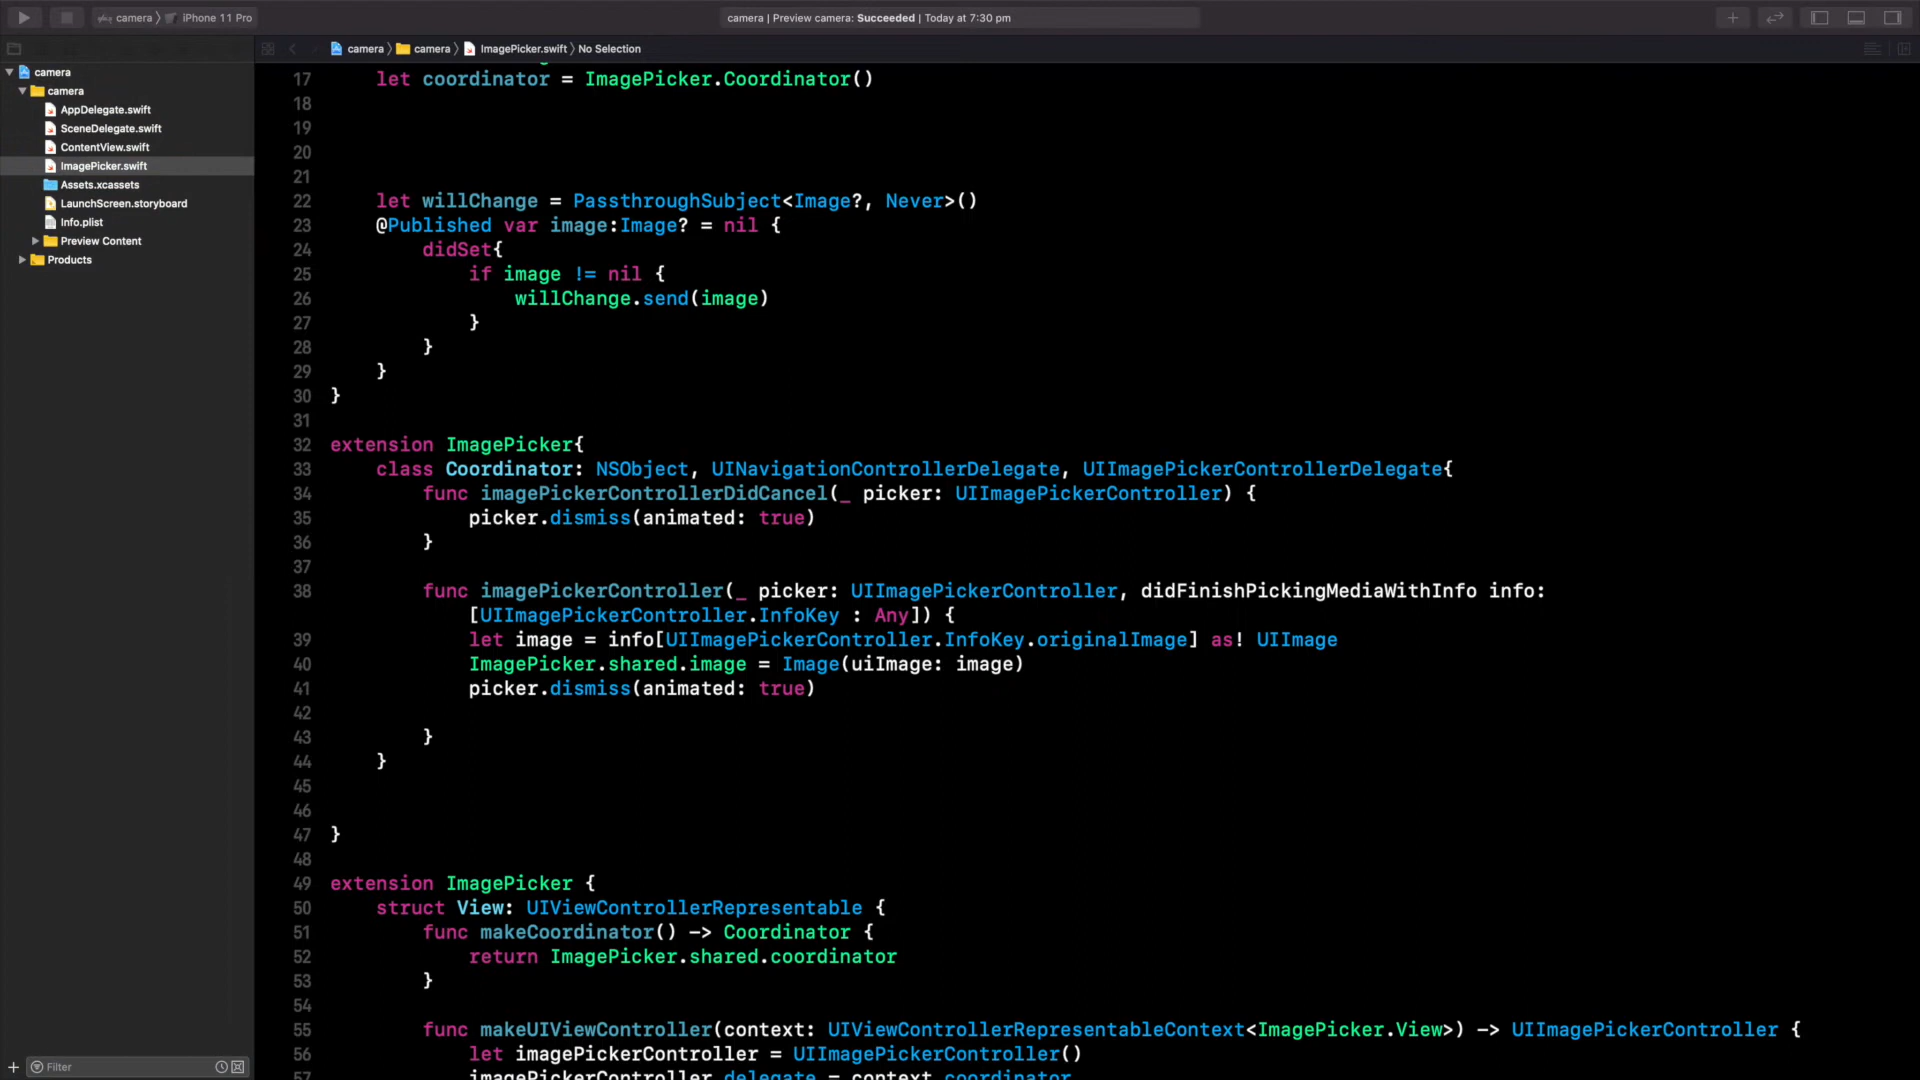 camera 〉 iPhone 11 Pro
camera | Preview camera: Succeeded | Today at 7:30 pm
camera 〉 camera 〉 ImagePicker.swift 〉 No Selection
camera
camera
AppDelegate.swift
SceneDelegate.swift
ContentView.swift
ImagePicker.swift
Assets.xcassets
LaunchScreen.storyboard
Info.plist
Preview Content
Products
Filter
17 let coordinator = ImagePicker.Coordinator()
18
19
20
21
22 let willChange = PassthroughSubject<Image?, Never>()
23 @Published var image:Image? = nil {
24 didSet{
25 if image != nil {
26 willChange.send(image)
27 }
28 }
29 }
30 }
31
32 extension ImagePicker{
33 class Coordinator: NSObject, UINavigationControllerDelegate, UIImagePickerControllerDelegate{
34 func imagePickerControllerDidCancel(_ picker: UIImagePickerController) {
35 picker.dismiss(animated: true)
36 }
37
38 func imagePickerController(_ picker: UIImagePickerController, didFinishPickingMediaWithInfo info:
[UIImagePickerController.InfoKey : Any]) {
39 let image = info[UIImagePickerController.InfoKey.originalImage] as! UIImage
40 ImagePicker.shared.image = Image(uiImage: image)
41 picker.dismiss(animated: true)
42
43 }
44 }
45
46
47 }
48
49 extension ImagePicker {
50 struct View: UIViewControllerRepresentable {
51 func makeCoordinator() -> Coordinator {
52 return ImagePicker.shared.coordinator
53 }
54
55 func makeUIViewController(context: UIViewControllerRepresentableContext<ImagePicker.View>) -> UIImagePickerController {
56 let imagePickerController = UIImagePickerController()
57 imagePickerController.delegate = context.coordinator